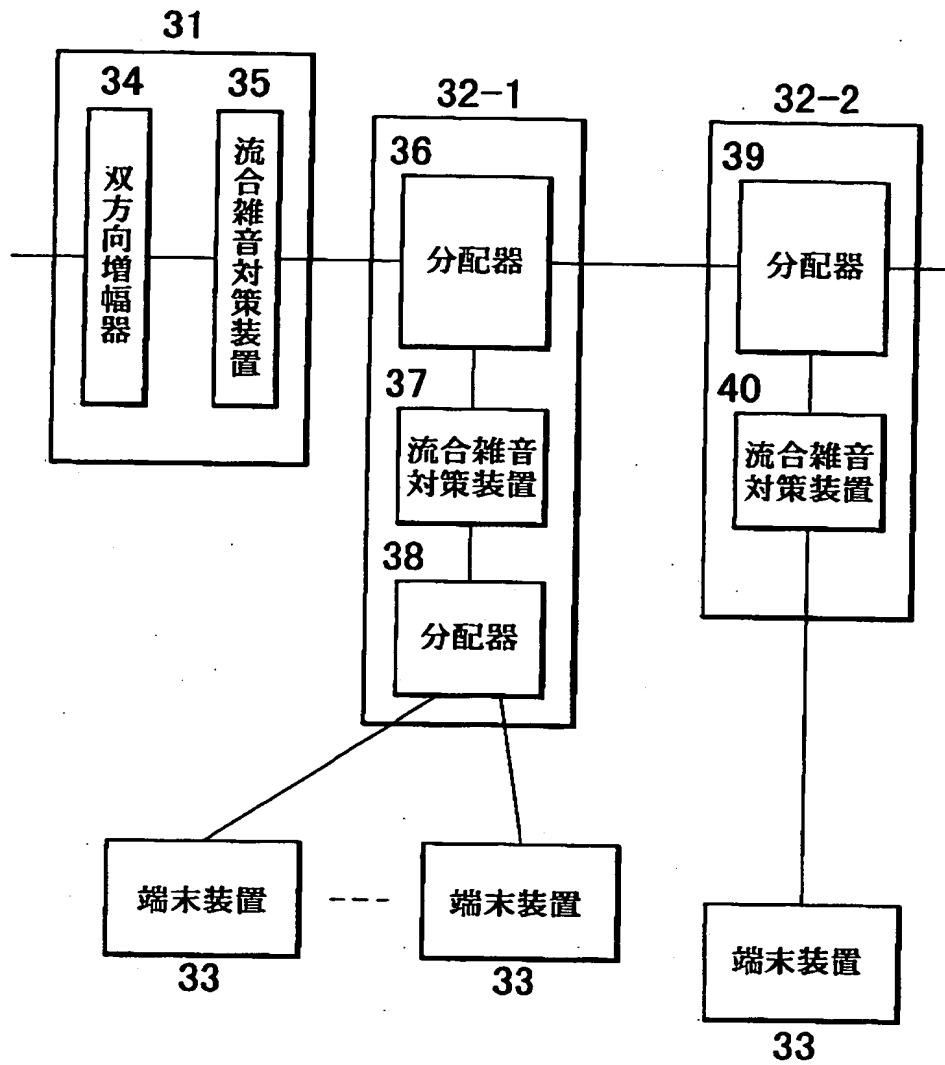 31
34
35
双方向増幅器
流合雑音対策装置
32-1
36
分配器
37
流合雑音
対策装置
38
分配器
32-2
39
分配器
40
流合雑音
対策装置
端末装置
33
端末装置
33
端末装置
33